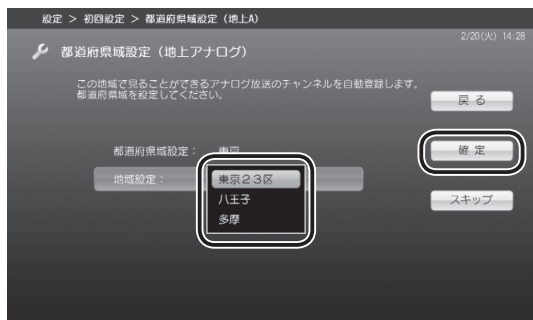 設定 > 初回設定 > 都道府県域設定（地上A）
2/20(火) 14:28
都道府県域設定（地上アナログ）
この地域で見ることができるアナログ放送のチャンネルを自動登録します。
都道府県域を設定してください。
戻る
都道府県域設定： 東京
確定
地域設定： 東京２３区
八王子
スキップ
多摩